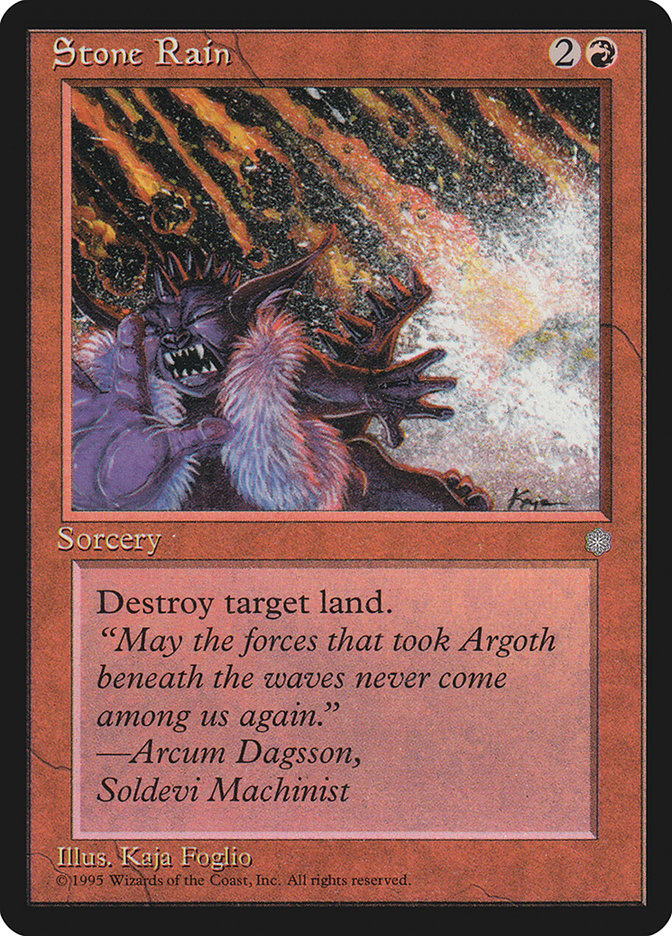 Stone Rain 2
Kaja
Sorcery
Destroy target land.
“May the forces that took Argoth
beneath the waves never come
among us again.”
—Arcum Dagsson,
Soldevi Machinist
Illus. Kaja Foglio
©1995 Wizards of the Coast, Inc. All rights reserved.